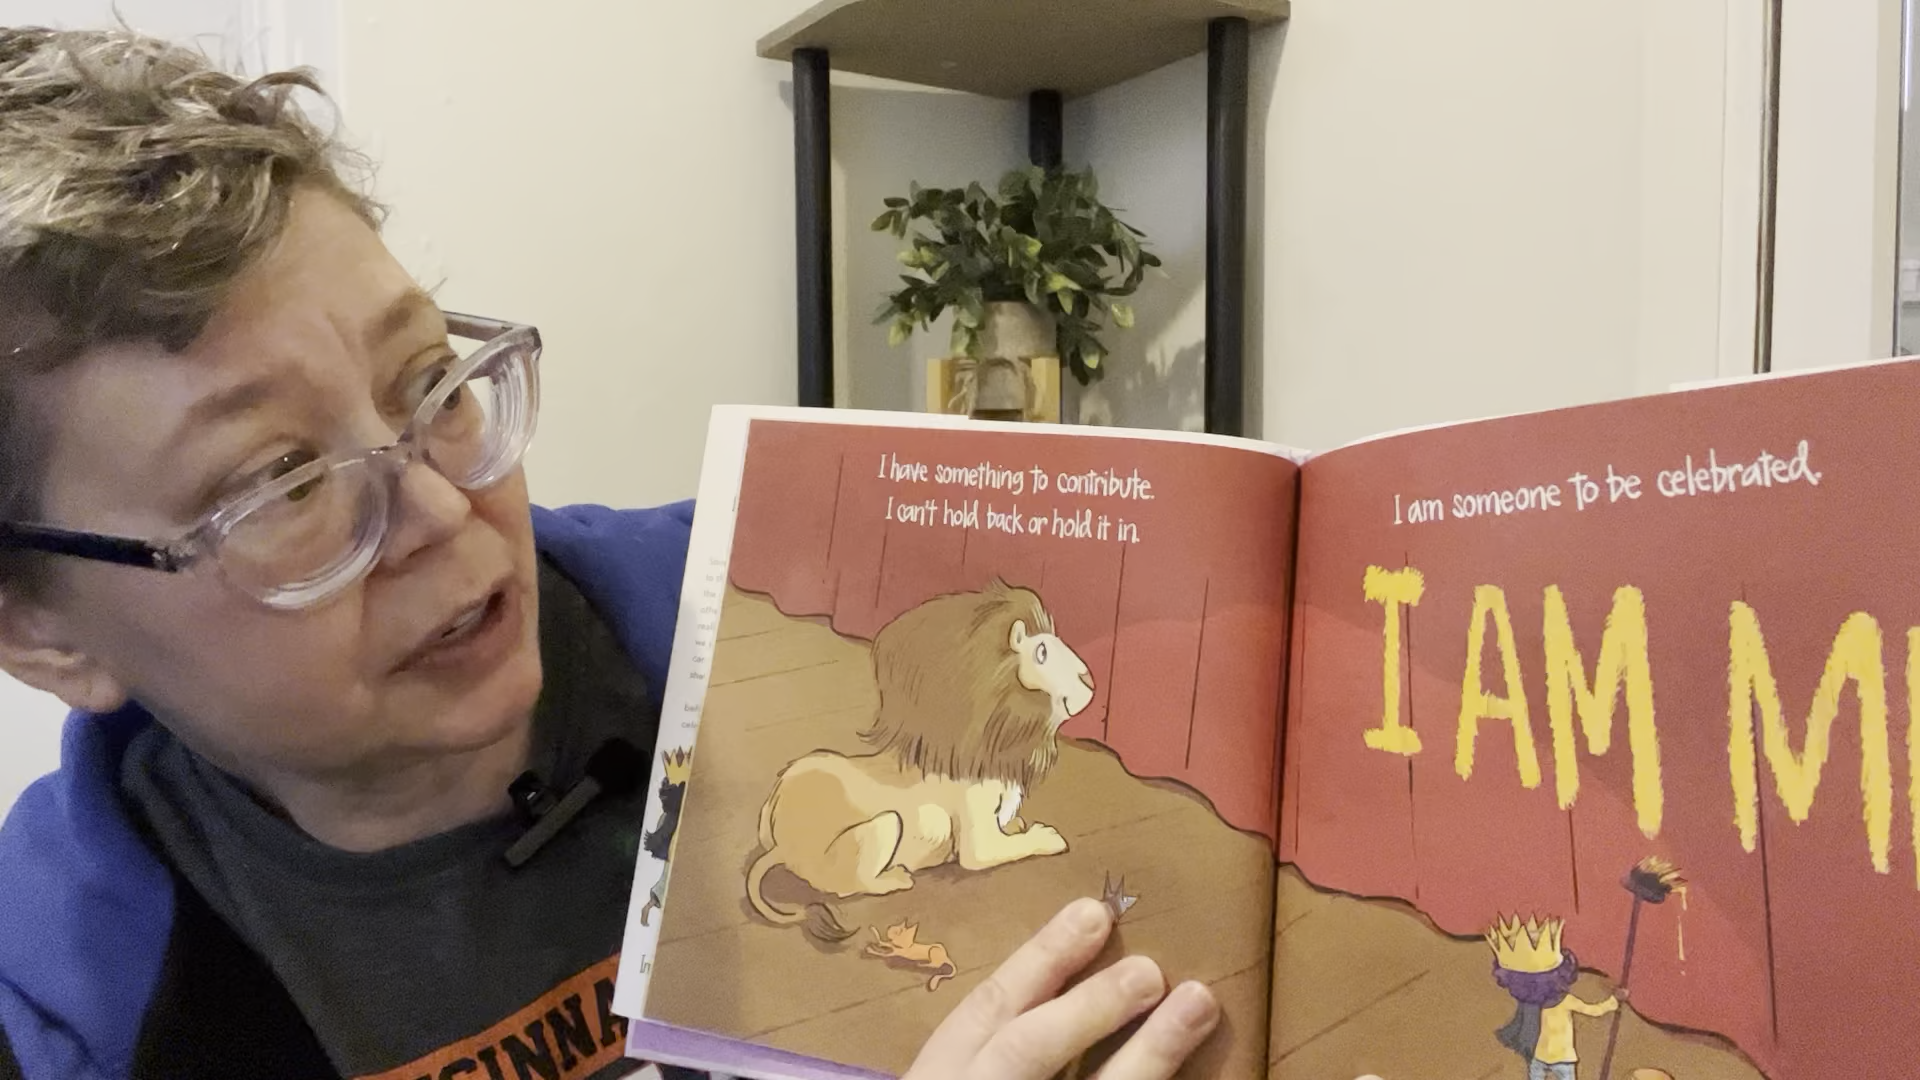 I have something to contribute.
I can't hold back or hold it in.
I am someone to be celebrated.
I AM